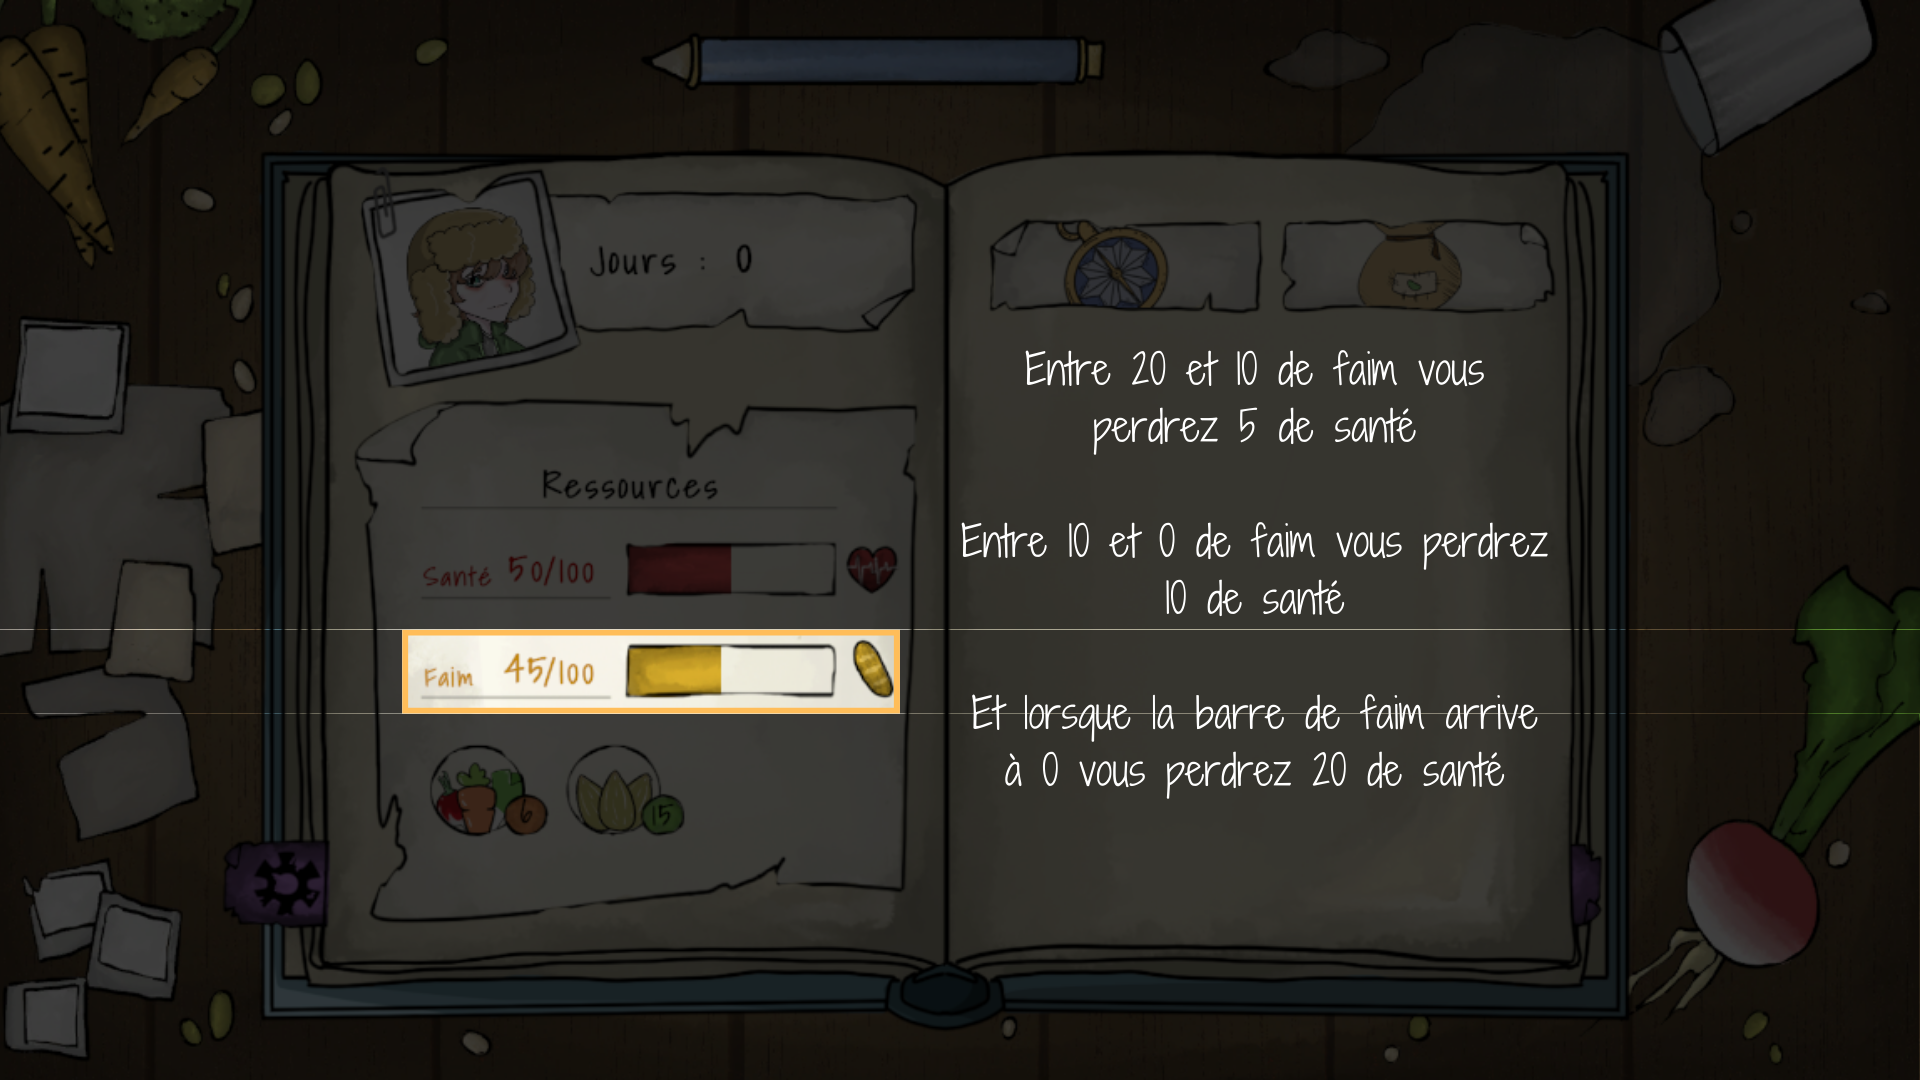 Jours : 0
Ressources
Santé 50/100
Faim 45/100
6
15
Entre 20 et 10 de faim vous
perdrez 5 de santé
Entre 10 et 0 de faim vous perdrez
10 de santé
Et lorsque la barre de faim arrive
à 0 vous perdrez 20 de santé